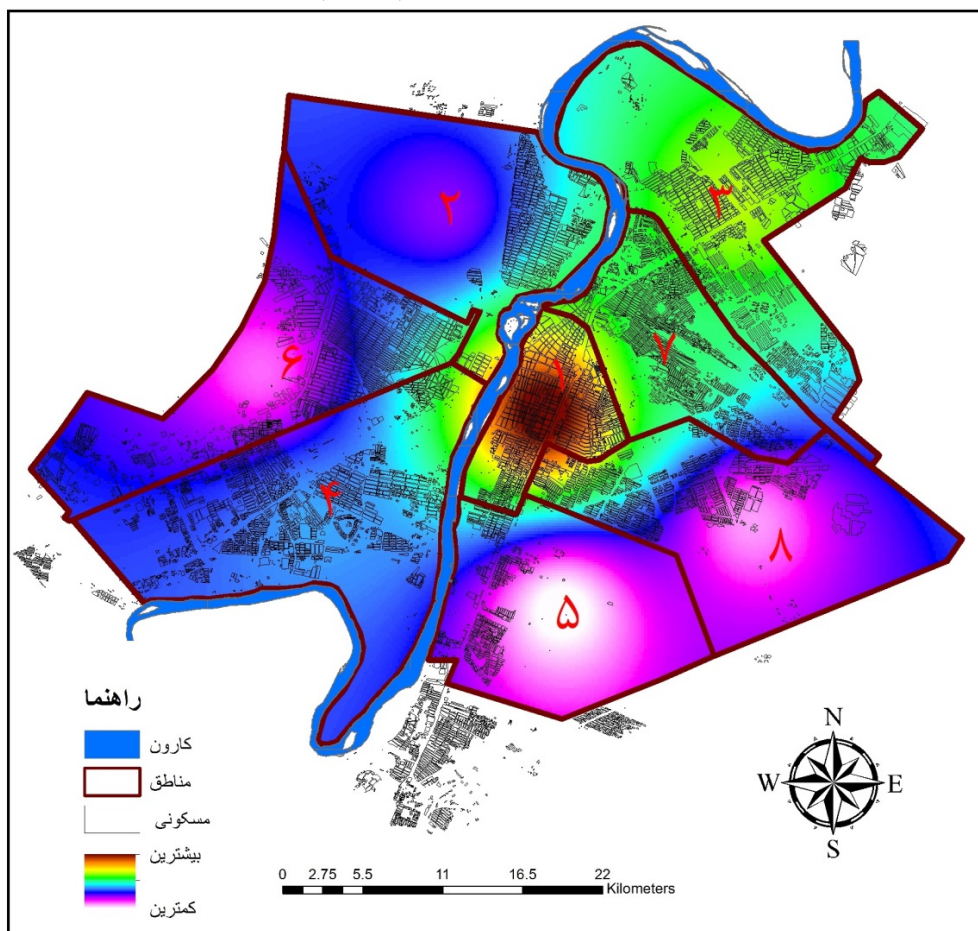 ۲
۳
۶
۱
۷
۴
۵
۸
راهنما
کارون
مناطق
مسکونی
بیشترین
کمترین
N
W E
S
0 2.75 5.5 11 16.5 22
Kilometers